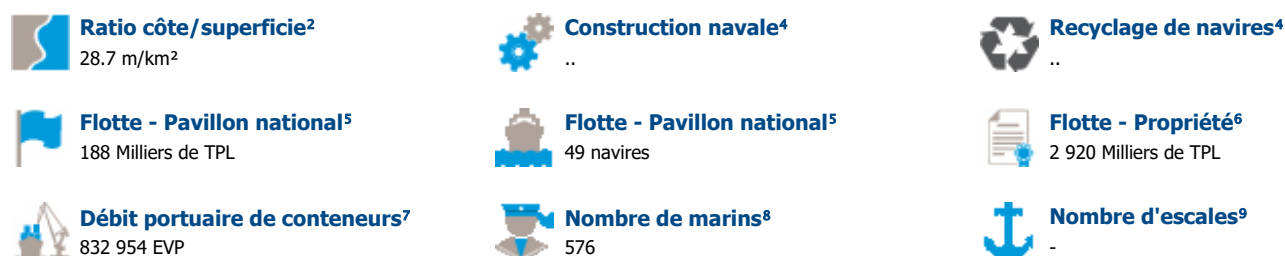 Ratio côte/superficie²
28.7 m/km²
Construction navale⁴
..
Recyclage de navires⁴
..
Flotte - Pavillon national⁵
188 Milliers de TPL
Flotte - Pavillon national⁵
49 navires
Flotte - Propriété⁶
2 920 Milliers de TPL
Débit portuaire de conteneurs⁷
832 954 EVP
Nombre de marins⁸
576
Nombre d'escales⁹
-